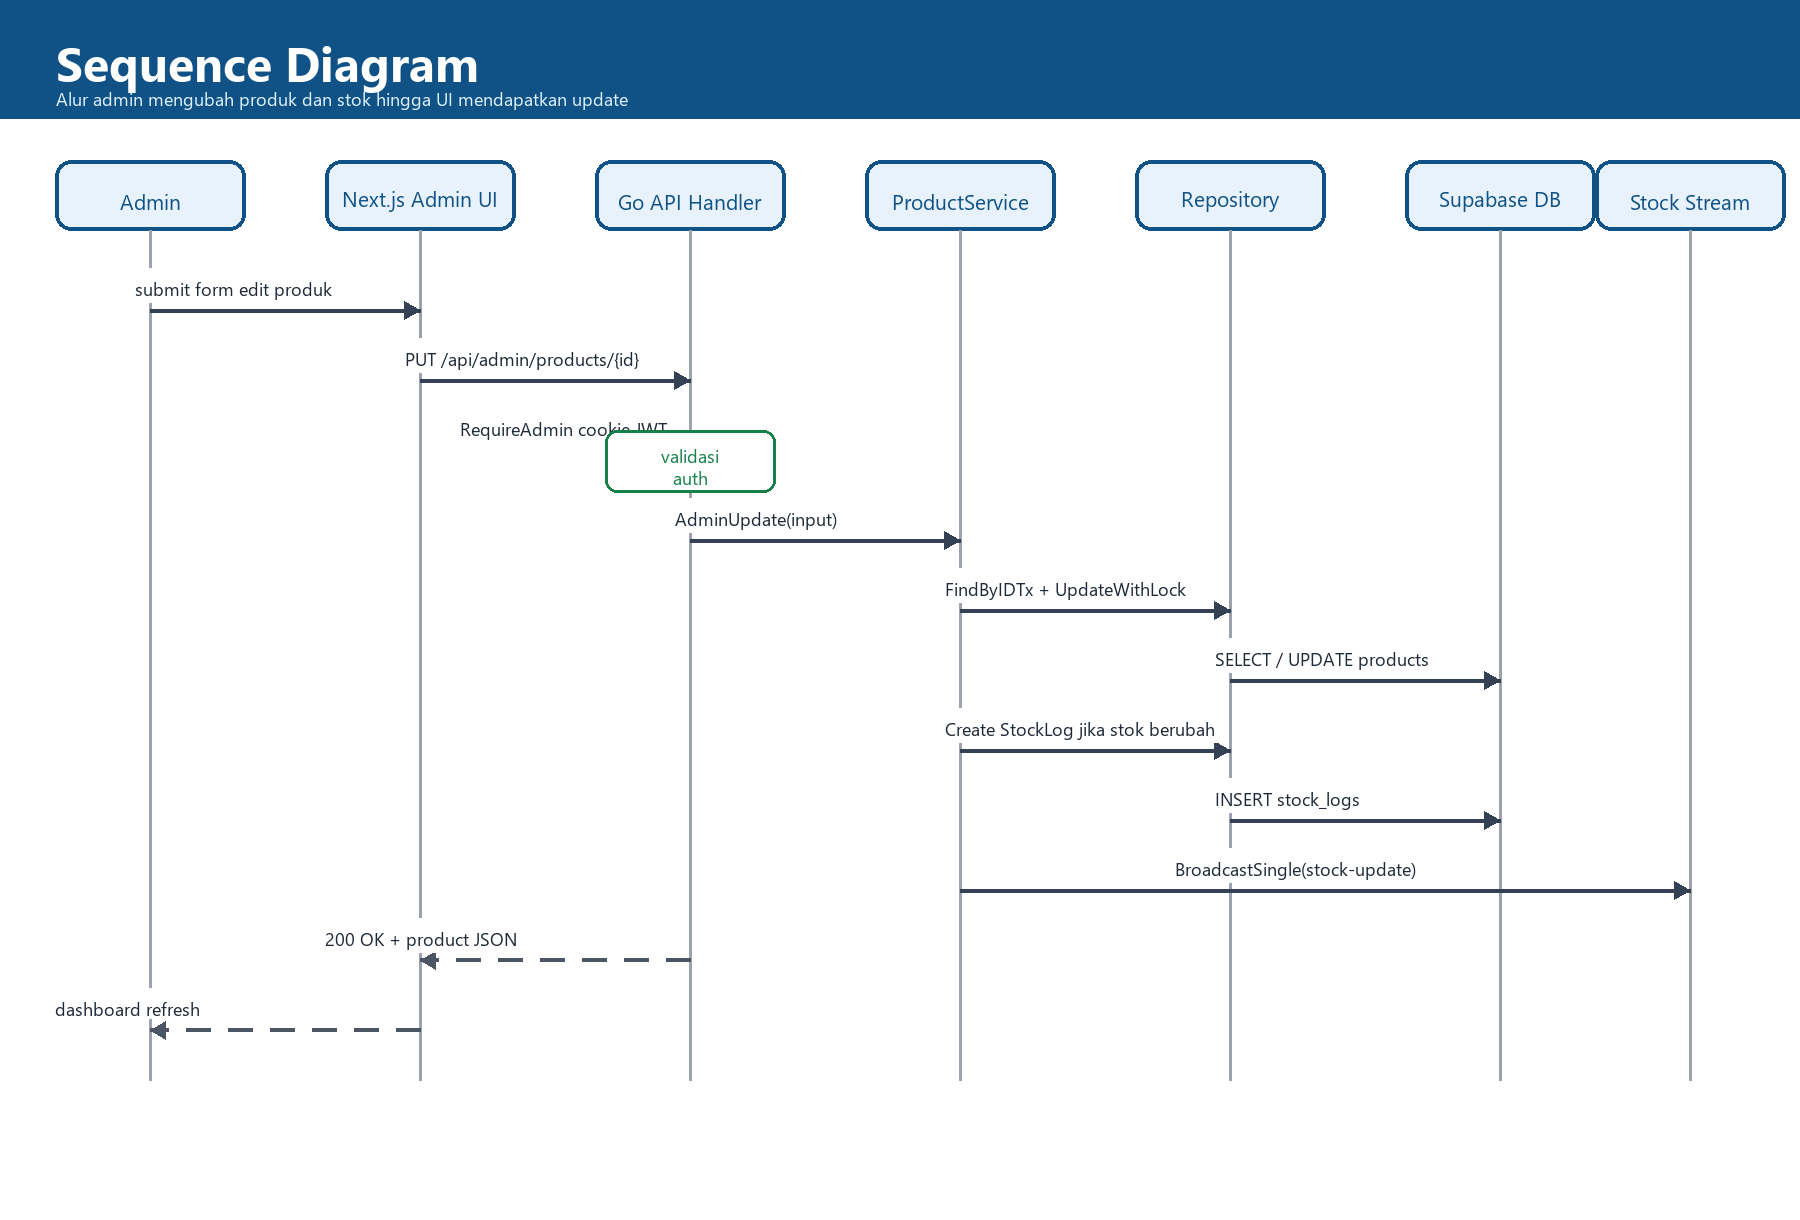 Sequence Diagram
Alur admin mengubah produk dan stok hingga UI mendapatkan update
Admin
Next.js Admin UI
Go API Handler
ProductService
Repository
Supabase DB
Stock Stream
submit form edit produk
PUT /api/admin/products/{id}
RequireAdmin cookie JWT
validasi
auth
AdminUpdate(input)
FindByIDTx + UpdateWithLock
SELECT / UPDATE products
Create StockLog jika stok berubah
INSERT stock_logs
BroadcastSingle(stock-update)
200 OK + product JSON
dashboard refresh